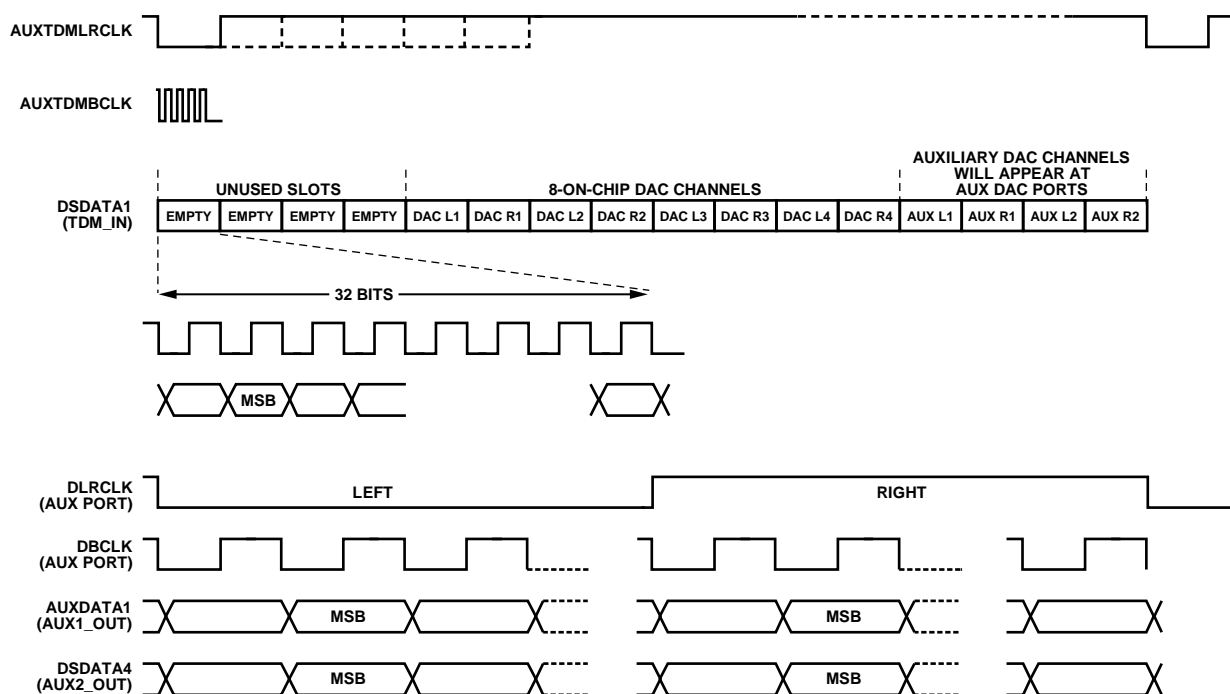 AUXTDMLRCLK
AUXTDMBCLK
AUXILIARY DAC CHANNELS
WILL APPEAR AT
AUX DAC PORTS
UNUSED SLOTS
8-ON-CHIP DAC CHANNELS
DSDATA1
(TDM_IN)
EMPTY EMPTY EMPTY EMPTY DAC L1 DAC R1 DAC L2 DAC R2 DAC L3 DAC R3 DAC L4 DAC R4 AUX L1 AUX R1 AUX L2 AUX R2
32 BITS
MSB
DLRCLK
(AUX PORT)
LEFT
RIGHT
DBCLK
(AUX PORT)
AUXDATA1
(AUX1_OUT)
MSB
MSB
DSDATA4
(AUX2_OUT)
MSB
MSB